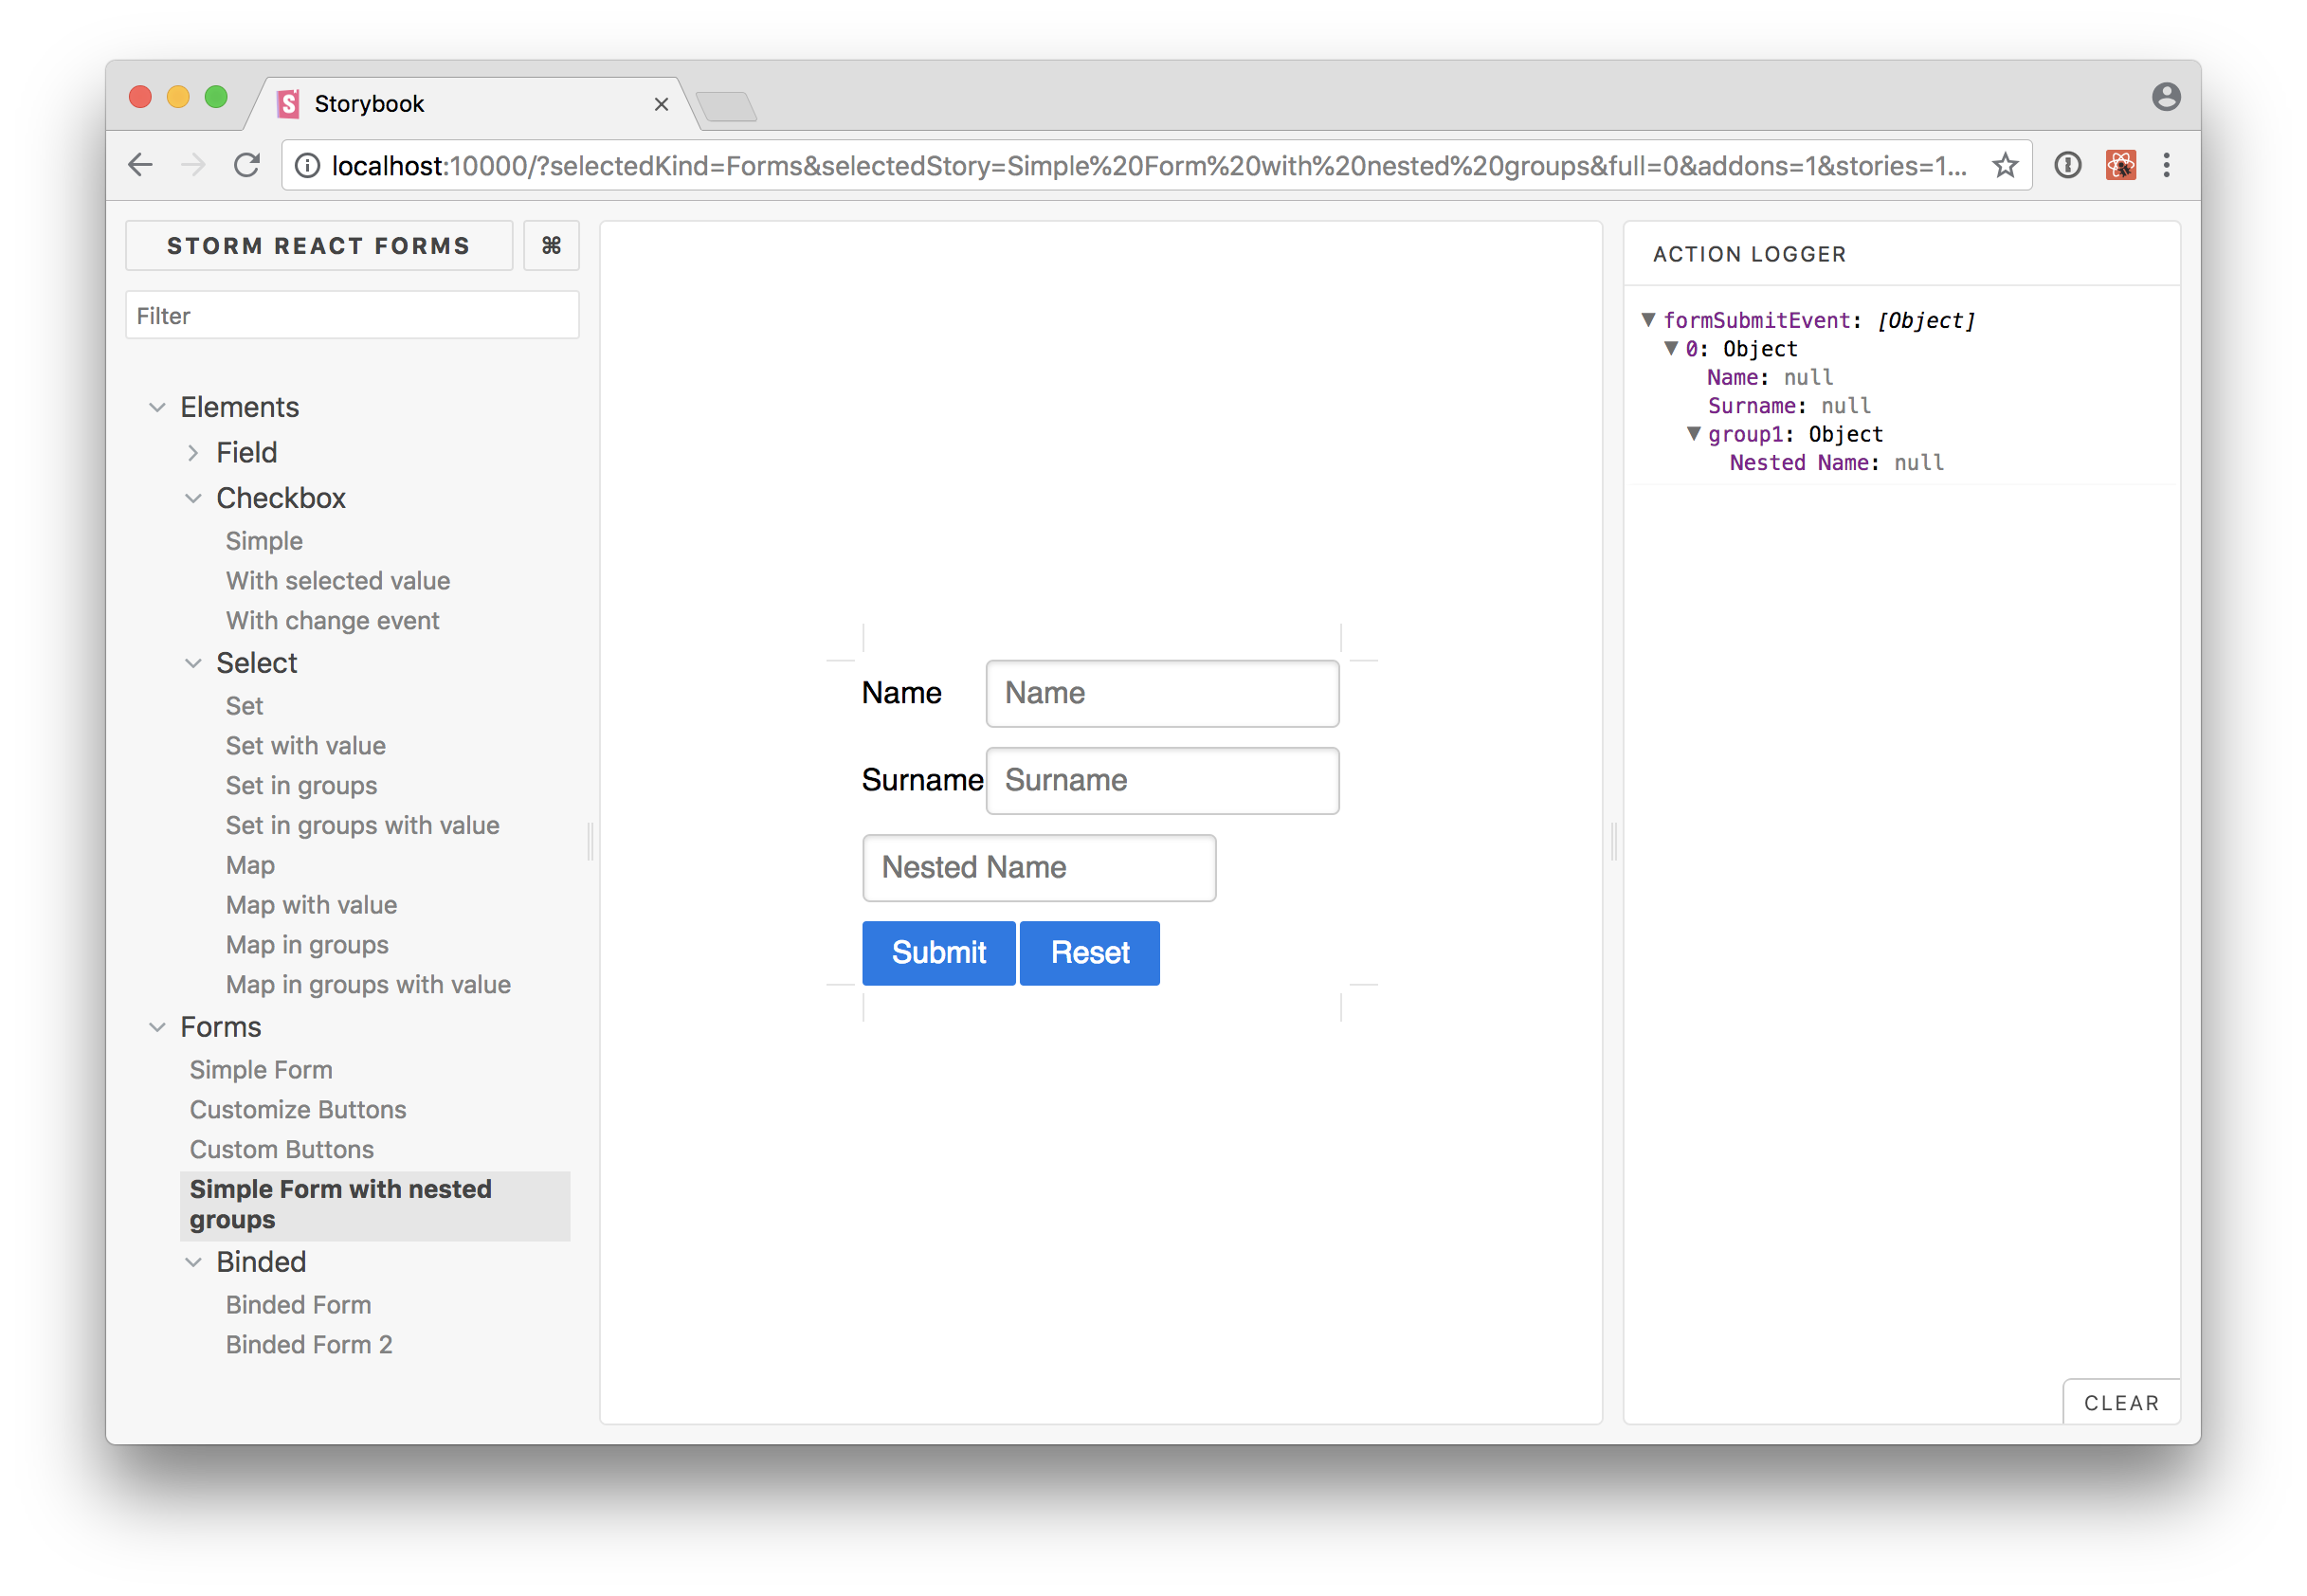 Storybook
localhost:10000/?selectedKind=Forms&selectedStory=Simple%20Form%20with%20nested%20groups&full=0&addons=1&stories=1...
STORM REACT FORMS
⌘
Filter
Elements
Field
Checkbox
Simple
With selected value
With change event
Select
Set
Set with value
Set in groups
Set in groups with value
Map
Map with value
Map in groups
Map in groups with value
Forms
Simple Form
Customize Buttons
Custom Buttons
Simple Form with nested
groups
Binded
Binded Form
Binded Form 2
Name
Name
Surname
Surname
Nested Name
Submit
Reset
ACTION LOGGER
formSubmitEvent: [Object]
0: Object
Name: null
Surname: null
group1: Object
Nested Name: null
CLEAR